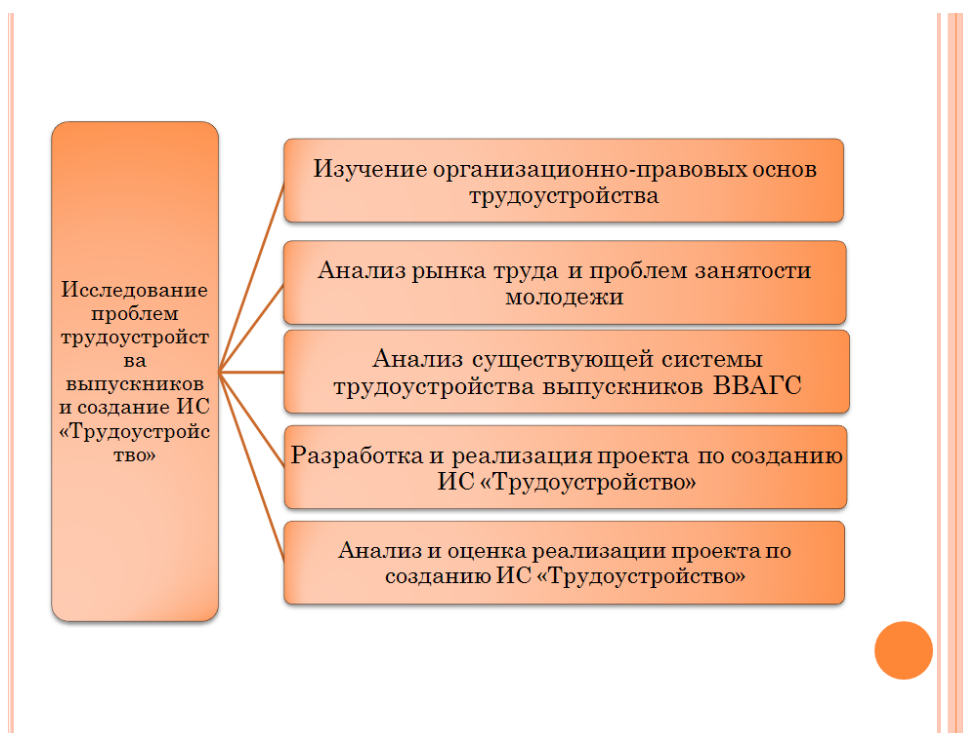 Исследование
проблем
трудоустройст
ва
выпускников
и создание ИС
«Трудоустройс
тво»
Изучение организационно-правовых основ
трудоустройства
Анализ рынка труда и проблем занятости
молодежи
Анализ существующей системы
трудоустройства выпускников ВВАГС
Разработка и реализация проекта по созданию
ИС «Трудоустройство»
Анализ и оценка реализации проекта по
созданию ИС «Трудоустройство»